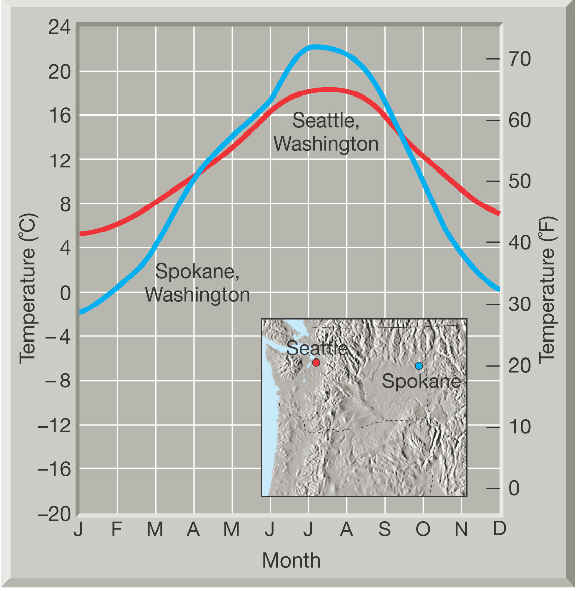 24
20
16
12
8
4
0
−4
−8
−12
−16
−20
Temperature (°C)
70
60
50
40
30
20
10
0
Temperature (°F)
Seattle,
Washington
Spokane,
Washington
Seattle
Spokane
J F M A M J J A S O N D
Month